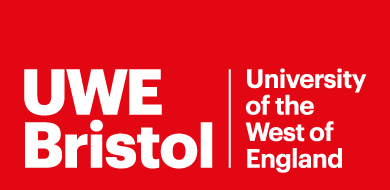 UWE
Bristol
University
of the
West of
England